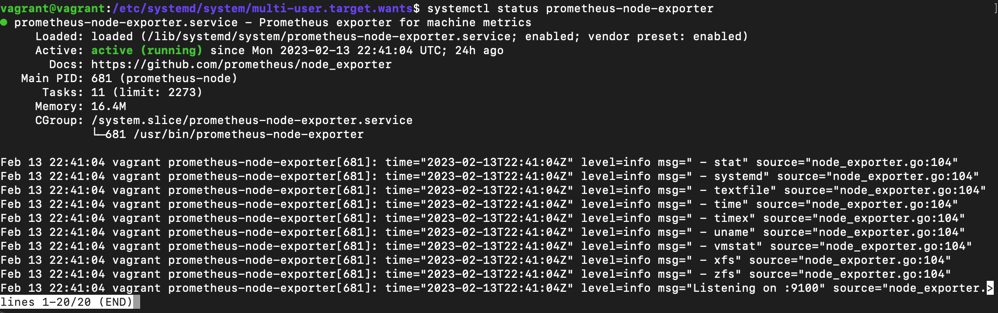 vagrant@vagrant:/etc/systemd/system/multi-user.target.wants$ systemctl status prometheus-node-exporter
● prometheus-node-exporter.service - Prometheus exporter for machine metrics
     Loaded: loaded (/lib/systemd/system/prometheus-node-exporter.service; enabled; vendor preset: enabled)
     Active: active (running) since Mon 2023-02-13 22:41:04 UTC; 24h ago
       Docs: https://github.com/prometheus/node_exporter
   Main PID: 681 (prometheus-node)
      Tasks: 11 (limit: 2273)
     Memory: 16.4M
     CGroup: /system.slice/prometheus-node-exporter.service
             └─681 /usr/bin/prometheus-node-exporter

Feb 13 22:41:04 vagrant prometheus-node-exporter[681]: time="2023-02-13T22:41:04Z" level=info msg=" - stat" source="node_exporter.go:104"
Feb 13 22:41:04 vagrant prometheus-node-exporter[681]: time="2023-02-13T22:41:04Z" level=info msg=" - systemd" source="node_exporter.go:104"
Feb 13 22:41:04 vagrant prometheus-node-exporter[681]: time="2023-02-13T22:41:04Z" level=info msg=" - textfile" source="node_exporter.go:104"
Feb 13 22:41:04 vagrant prometheus-node-exporter[681]: time="2023-02-13T22:41:04Z" level=info msg=" - time" source="node_exporter.go:104"
Feb 13 22:41:04 vagrant prometheus-node-exporter[681]: time="2023-02-13T22:41:04Z" level=info msg=" - timex" source="node_exporter.go:104"
Feb 13 22:41:04 vagrant prometheus-node-exporter[681]: time="2023-02-13T22:41:04Z" level=info msg=" - uname" source="node_exporter.go:104"
Feb 13 22:41:04 vagrant prometheus-node-exporter[681]: time="2023-02-13T22:41:04Z" level=info msg=" - vmstat" source="node_exporter.go:104"
Feb 13 22:41:04 vagrant prometheus-node-exporter[681]: time="2023-02-13T22:41:04Z" level=info msg=" - xfs" source="node_exporter.go:104"
Feb 13 22:41:04 vagrant prometheus-node-exporter[681]: time="2023-02-13T22:41:04Z" level=info msg=" - zfs" source="node_exporter.go:104"
Feb 13 22:41:04 vagrant prometheus-node-exporter[681]: time="2023-02-13T22:41:04Z" level=info msg="Listening on :9100" source="node_exporter.>
lines 1-20/20 (END)